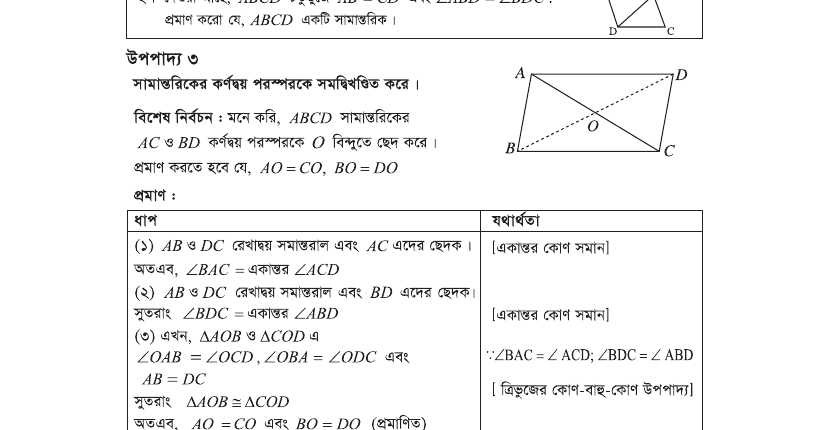 প্রমাণ করো যে, ABCD একটি সামান্তরিক।
D
C
উপপাদ্য ৩
সামান্তরিকের কর্ণদ্বয় পরস্পরকে সমদ্বিখণ্ডিত করে।
বিশেষ নির্বচন : মনে করি, ABCD সামান্তরিকের
AC ও BD কর্ণদ্বয় পরস্পরকে O বিন্দুতে ছেদ করে।
প্রমাণ করতে হবে যে, AO = CO, BO = DO
A
D
O
B
C
প্রমাণ :
ধাপ
যথার্থতা
(১) AB ও DC রেখাদ্বয় সমান্তরাল এবং AC এদের ছেদক।
[একান্তর কোণ সমান]
অতএব, ∠BAC = একান্তর ∠ACD
(২) AB ও DC রেখাদ্বয় সমান্তরাল এবং BD এদের ছেদক।
সুতরাং ∠BDC = একান্তর ∠ABD
[একান্তর কোণ সমান]
(৩) এখন, ΔAOB ও ΔCOD এ
∠OAB = ∠OCD , ∠OBA = ∠ODC এবং
∵∠BAC = ∠ ACD; ∠BDC = ∠ ABD
AB = DC
[ ত্রিভুজের কোণ-বাহু-কোণ উপপাদ্য]
সুতরাং ΔAOB ≅ ΔCOD
অতএব, AO = CO এবং BO = DO (প্রমাণিত)